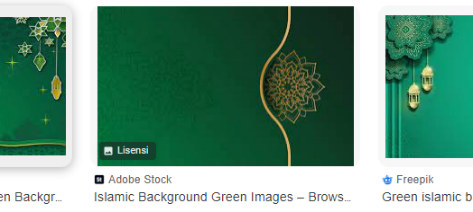 Lisensi
Adobe Stock
Freepik
en Backgr...
Islamic Background Green Images – Brows...
Green islamic b